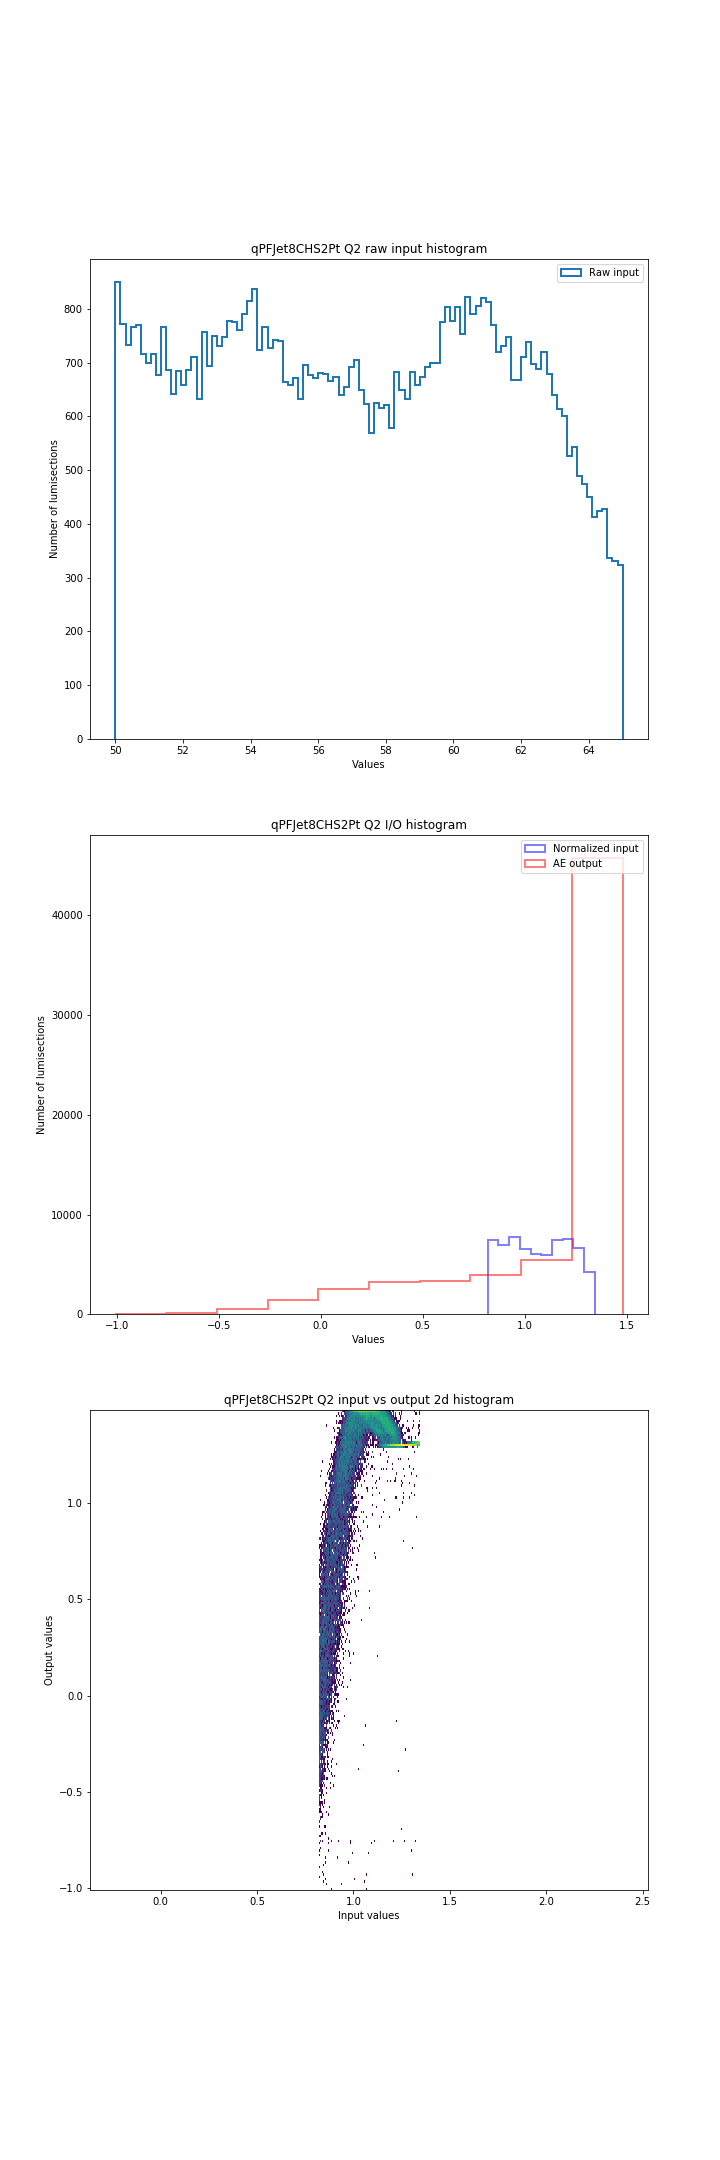 qPFJet8CHS2Pt Q2 raw input histogram
Raw input
Number of lumisections
800
700
600
500
400
300
200
100
0
50 52 54 56 58 60 62 64
Values
qPFJet8CHS2Pt Q2 I/O histogram
Normalized input
AE output
Number of lumisections
40000
30000
20000
10000
0
−1.0 −0.5 0.0 0.5 1.0 1.5
Values
qPFJet8CHS2Pt Q2 input vs output 2d histogram
Output values
1.0
0.5
0.0
−0.5
−1.0
0.0 0.5 1.0 1.5 2.0 2.5
Input values